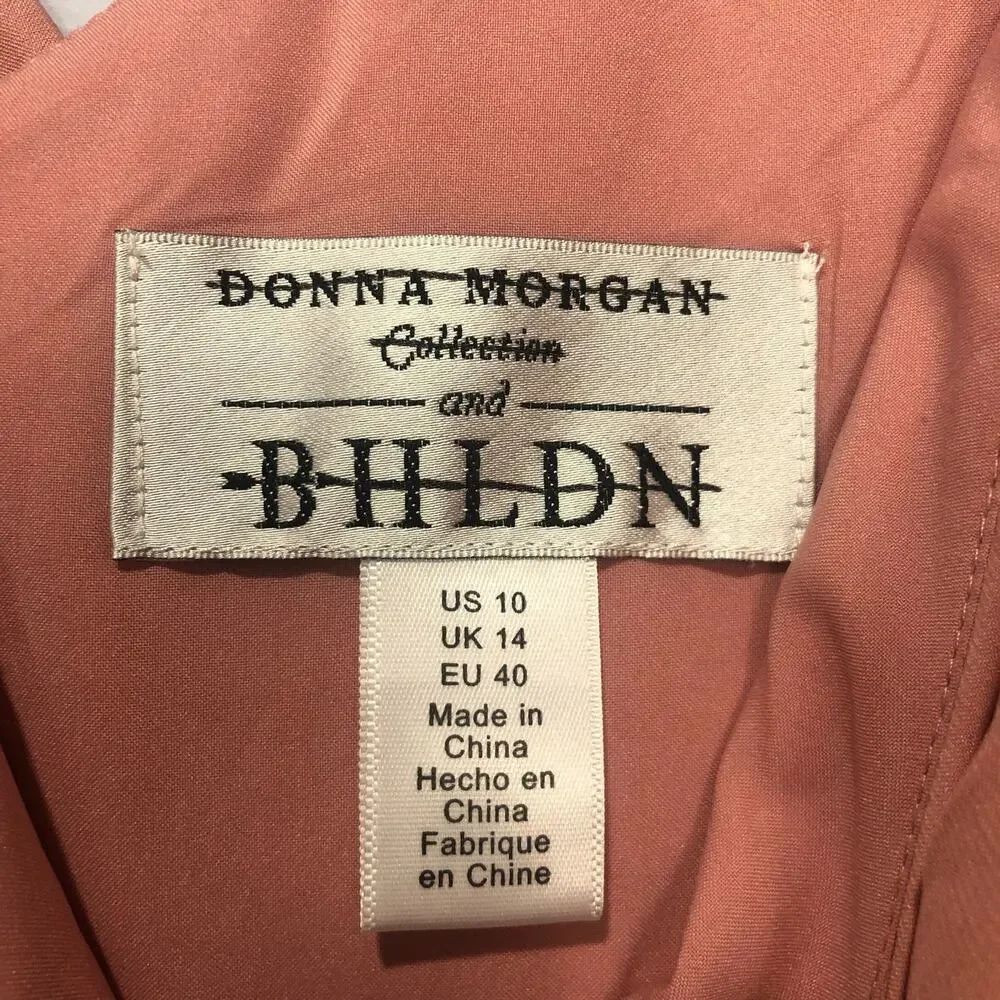 DONNA MORGAN
Collection
and
BHLDN
US 10
UK 14
EU 40
Made in
China
Hecho en
China
Fabrique
en Chine